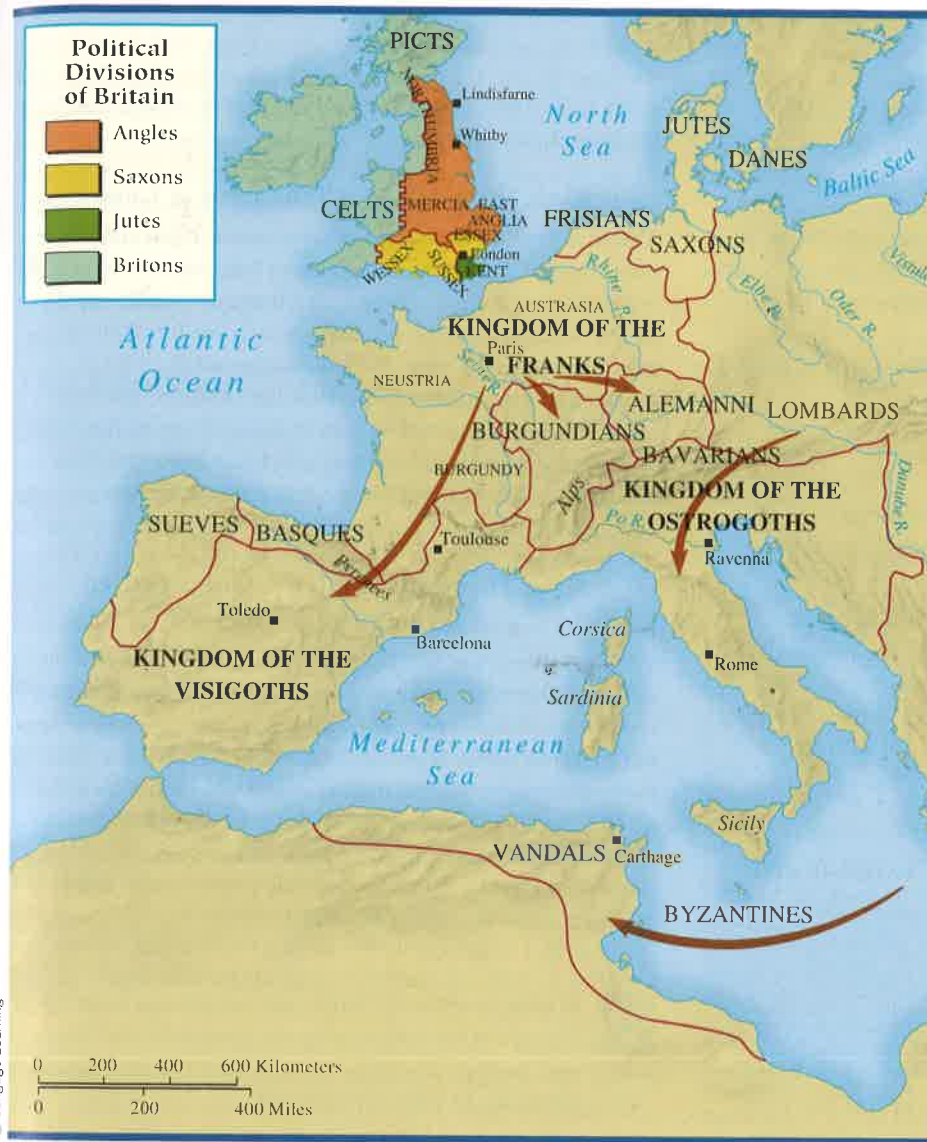 Political
Divisions
of Britain
Angles
Saxons
Jutes
Britons
PICTS
NORTHUMBRIA
Lindisfarne
Whitby
North
Sea
JUTES
DANES
Baltic Sea
CELTS
MERCIA
EAST
ANGLIA
ESSEX
London
KENT
WESSEX
SUSSEX
FRISIANS
SAXONS
Rhine R.
Elbe R.
Oder R.
AUSTRASIA
KINGDOM OF THE
FRANKS
Paris
Seine R.
NEUSTRIA
Atlantic
Ocean
ALEMANNI
LOMBARDS
BURGUNDIANS
BURGUNDY
BAVARIANS
Alps
KINGDOM OF THE
OSTROGOTHS
Po R.
Danube R.
Ravenna
SUEVES
BASQUES
Pyrenees
Toulouse
Toledo
Barcelona
KINGDOM OF THE
VISIGOTHS
Corsica
Sardinia
Rome
Mediterranean
Sea
Sicily
VANDALS
Carthage
BYZANTINES
0 200 400 600 Kilometers
0 200 400 Miles
Learning